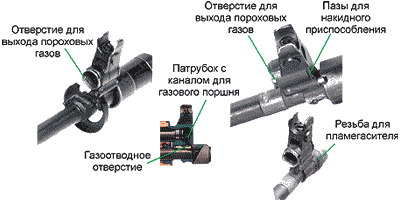 Отверстие для
выхода пороховых
газов
Отверстие для
выхода пороховых
газов
Пазы для
накидного
приспособления
Патрубок с
каналом для
газового поршня
Газоотводное
отверстие
Резьба для
пламегасителя